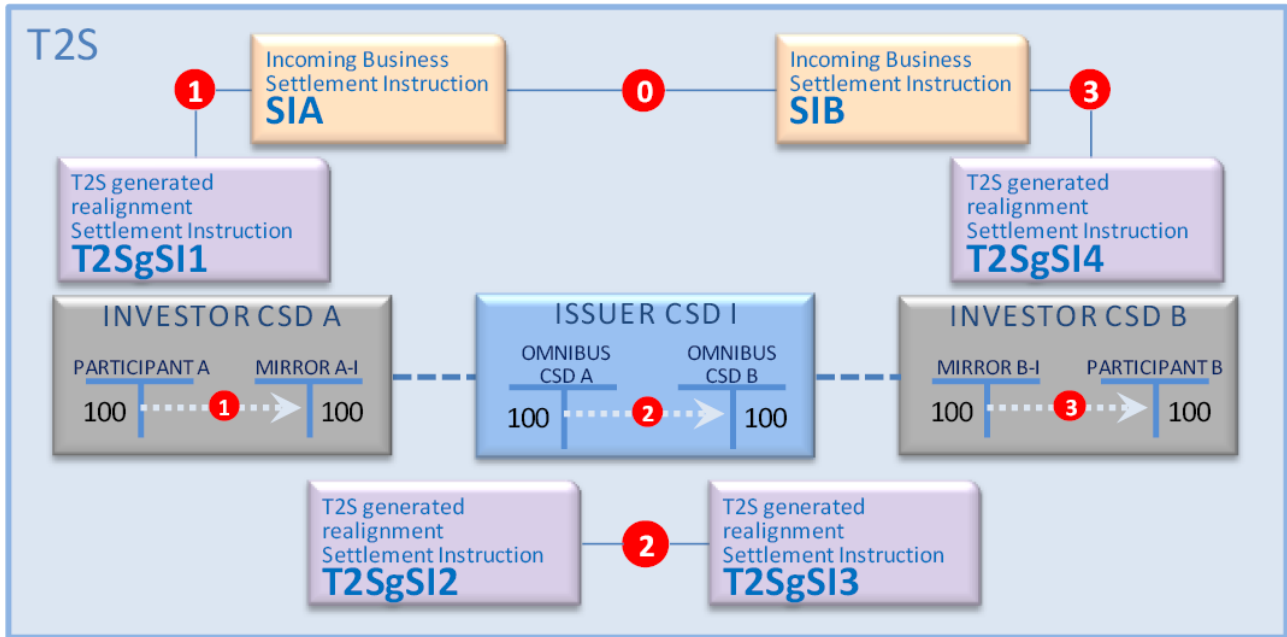 T2S
Incoming Business
Settlement Instruction
SIA
Incoming Business
Settlement Instruction
SIB
1
0
3
T2S generated
realignment
Settlement Instruction
T2SgSI1
T2S generated
realignment
Settlement Instruction
T2SgSI4
INVESTOR CSD A
PARTICIPANT A
MIRROR A-I
100
1
100
ISSUER CSD I
OMNIBUS
CSD A
OMNIBUS
CSD B
100
2
100
INVESTOR CSD B
MIRROR B-I
PARTICIPANT B
100
3
100
T2S generated
realignment
Settlement Instruction
T2SgSI2
2
T2S generated
realignment
Settlement Instruction
T2SgSI3